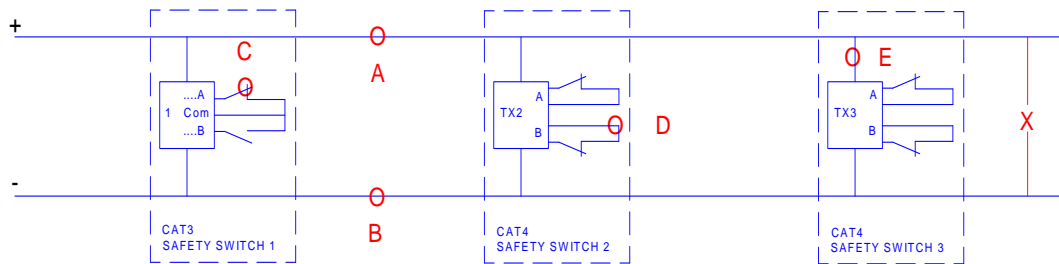 +
C
A
E
....A
1 Com
....B
A
TX2
B
D
A
TX3
B
X
-
B
CAT3
SAFETY SWITCH 1
CAT4
SAFETY SWITCH 2
CAT4
SAFETY SWITCH 3